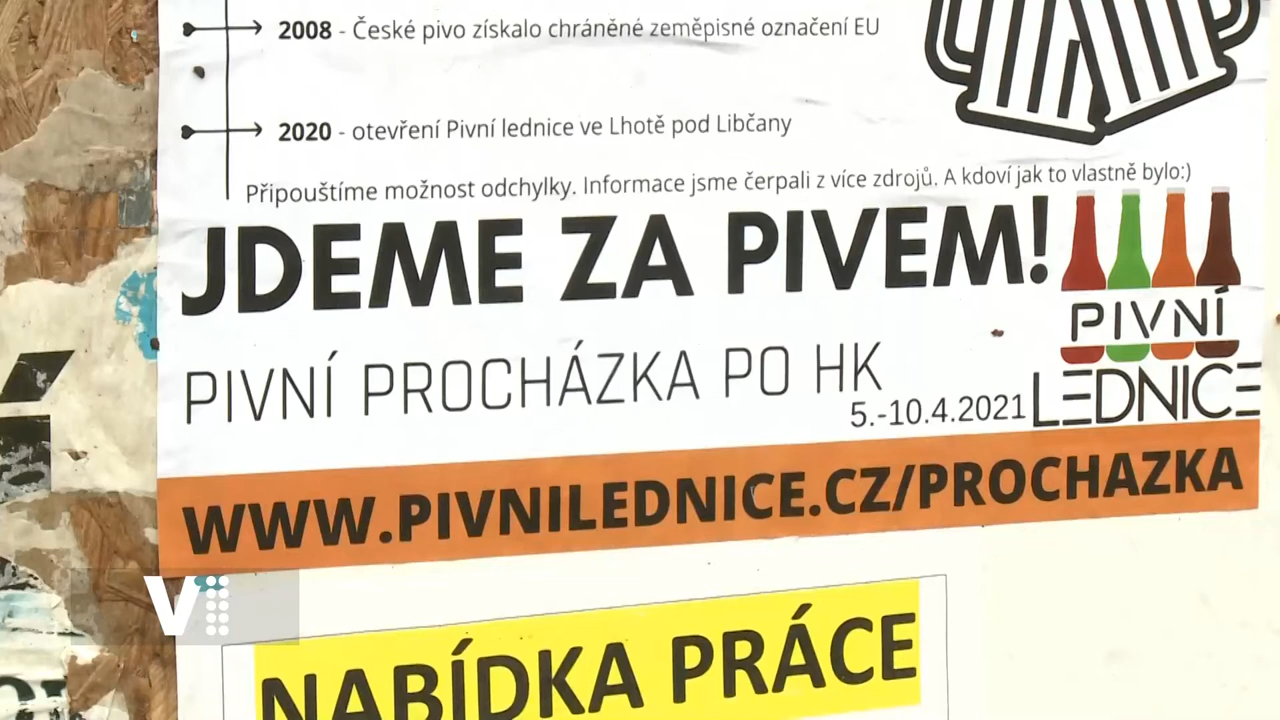 2008 - České pivo získalo chráněné zeměpisné označení EU
2020 - otevření Pivní lednice ve Lhotě pod Libčany
Připouštíme možnost odchylky. Informace jsme čerpali z více zdrojů. A kdoví jak to vlastně bylo:)
JDEME ZA PIVEM!
PIVNÍ
LEDNICE
PIVNÍ PROCHÁZKA PO HK
5.-10.4.2021
WWW.PIVNILEDNICE.CZ/PROCHAZKA
V1
NABÍDKA PRÁCE